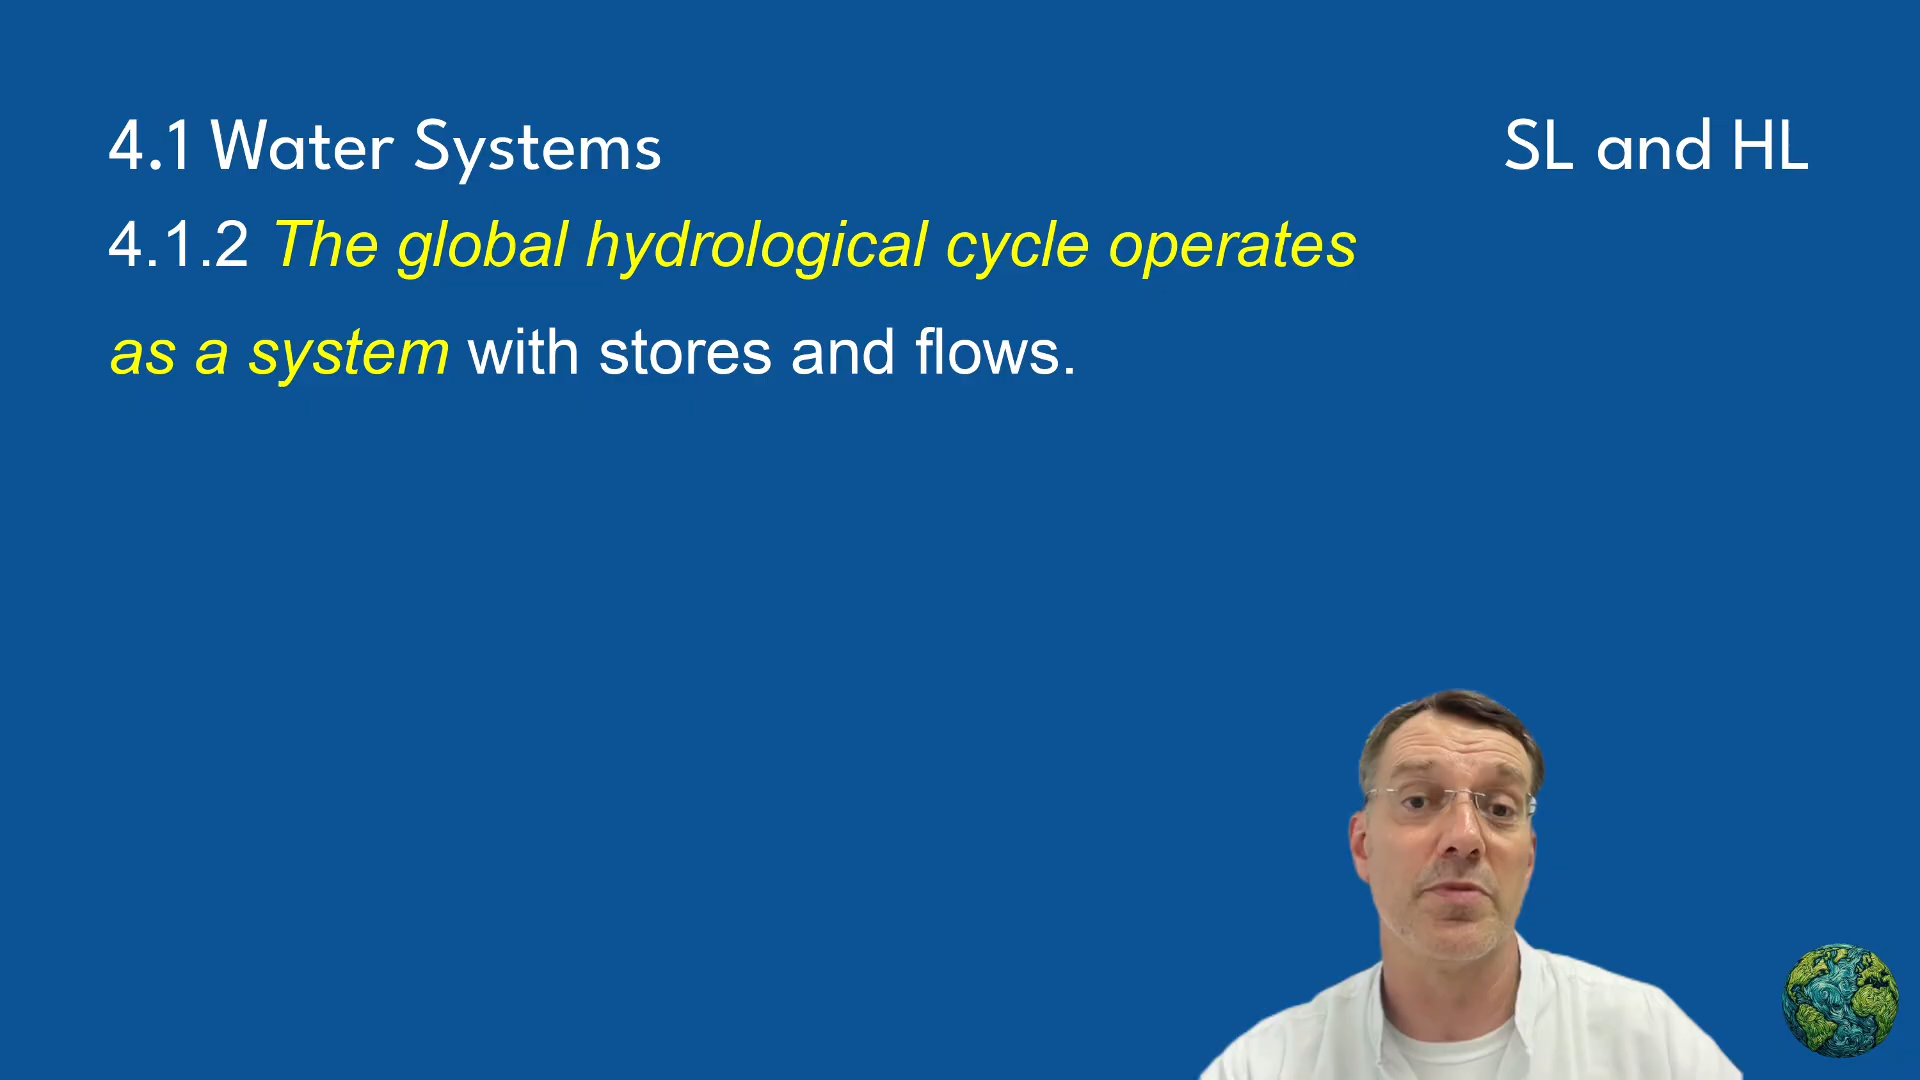 4.1 Water Systems SL and HL
4.1.2 The global hydrological cycle operates
as a system with stores and flows.